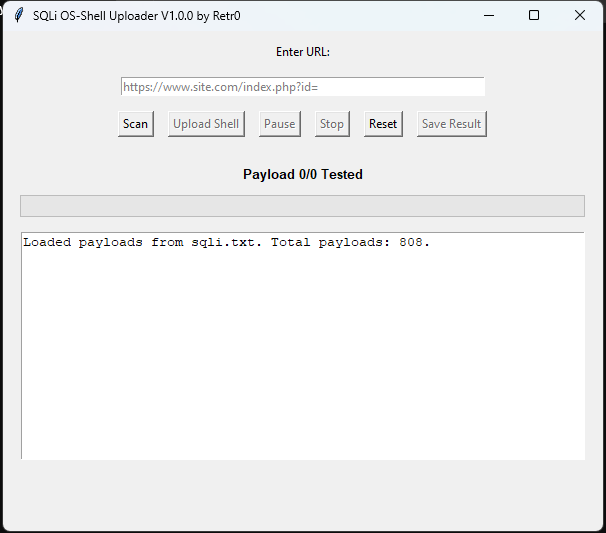 SQLi OS-Shell Uploader V1.0.0 by Retr0
Enter URL:
https://www.site.com/index.php?id=
Scan Upload Shell Pause Stop Reset Save Result
Payload 0/0 Tested
Loaded payloads from sqli.txt. Total payloads: 808.